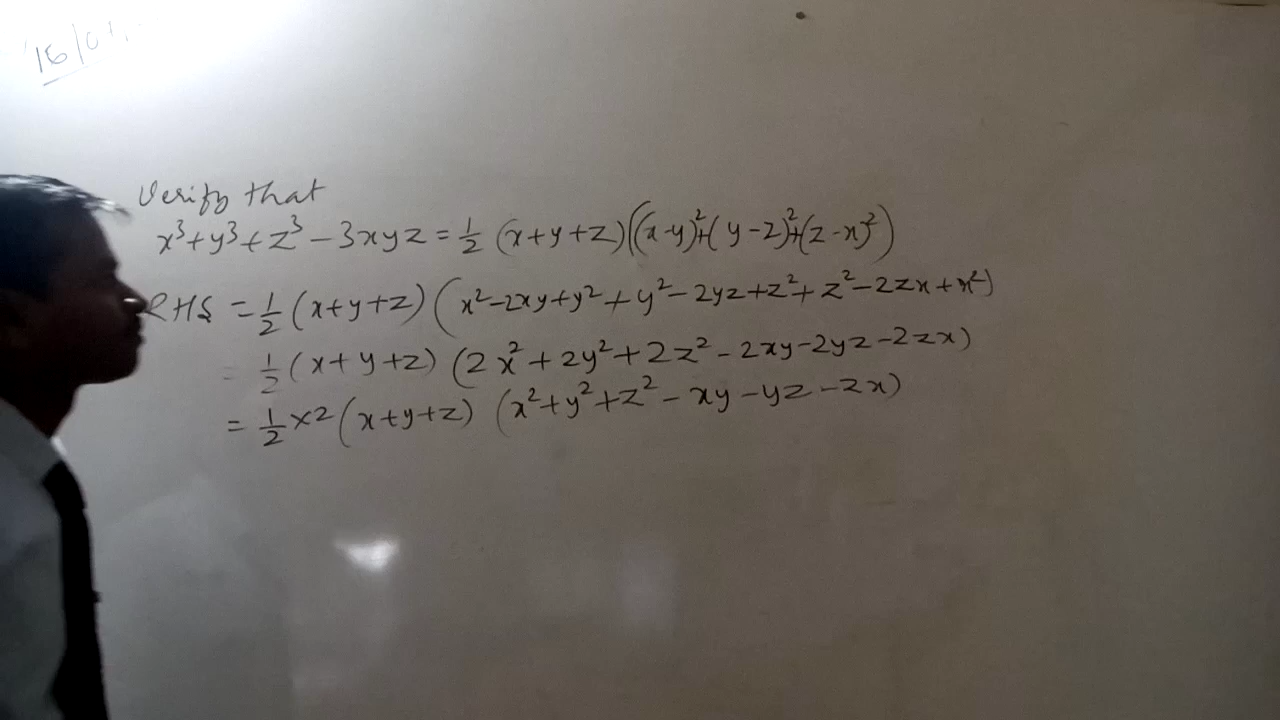 16/01
Verify that
x³+y³+z³-3xyz=½(x+y+z)((x-y)²+(y-z)²+(z-x)²)
RHS=½(x+y+z)(x²-2xy+y²+y²-2yz+z²+z²-2zx+x²)
=½(x+y+z)(2x²+2y²+2z²-2xy-2yz-2zx)
=½×2(x+y+z)(x²+y²+z²-xy-yz-zx)